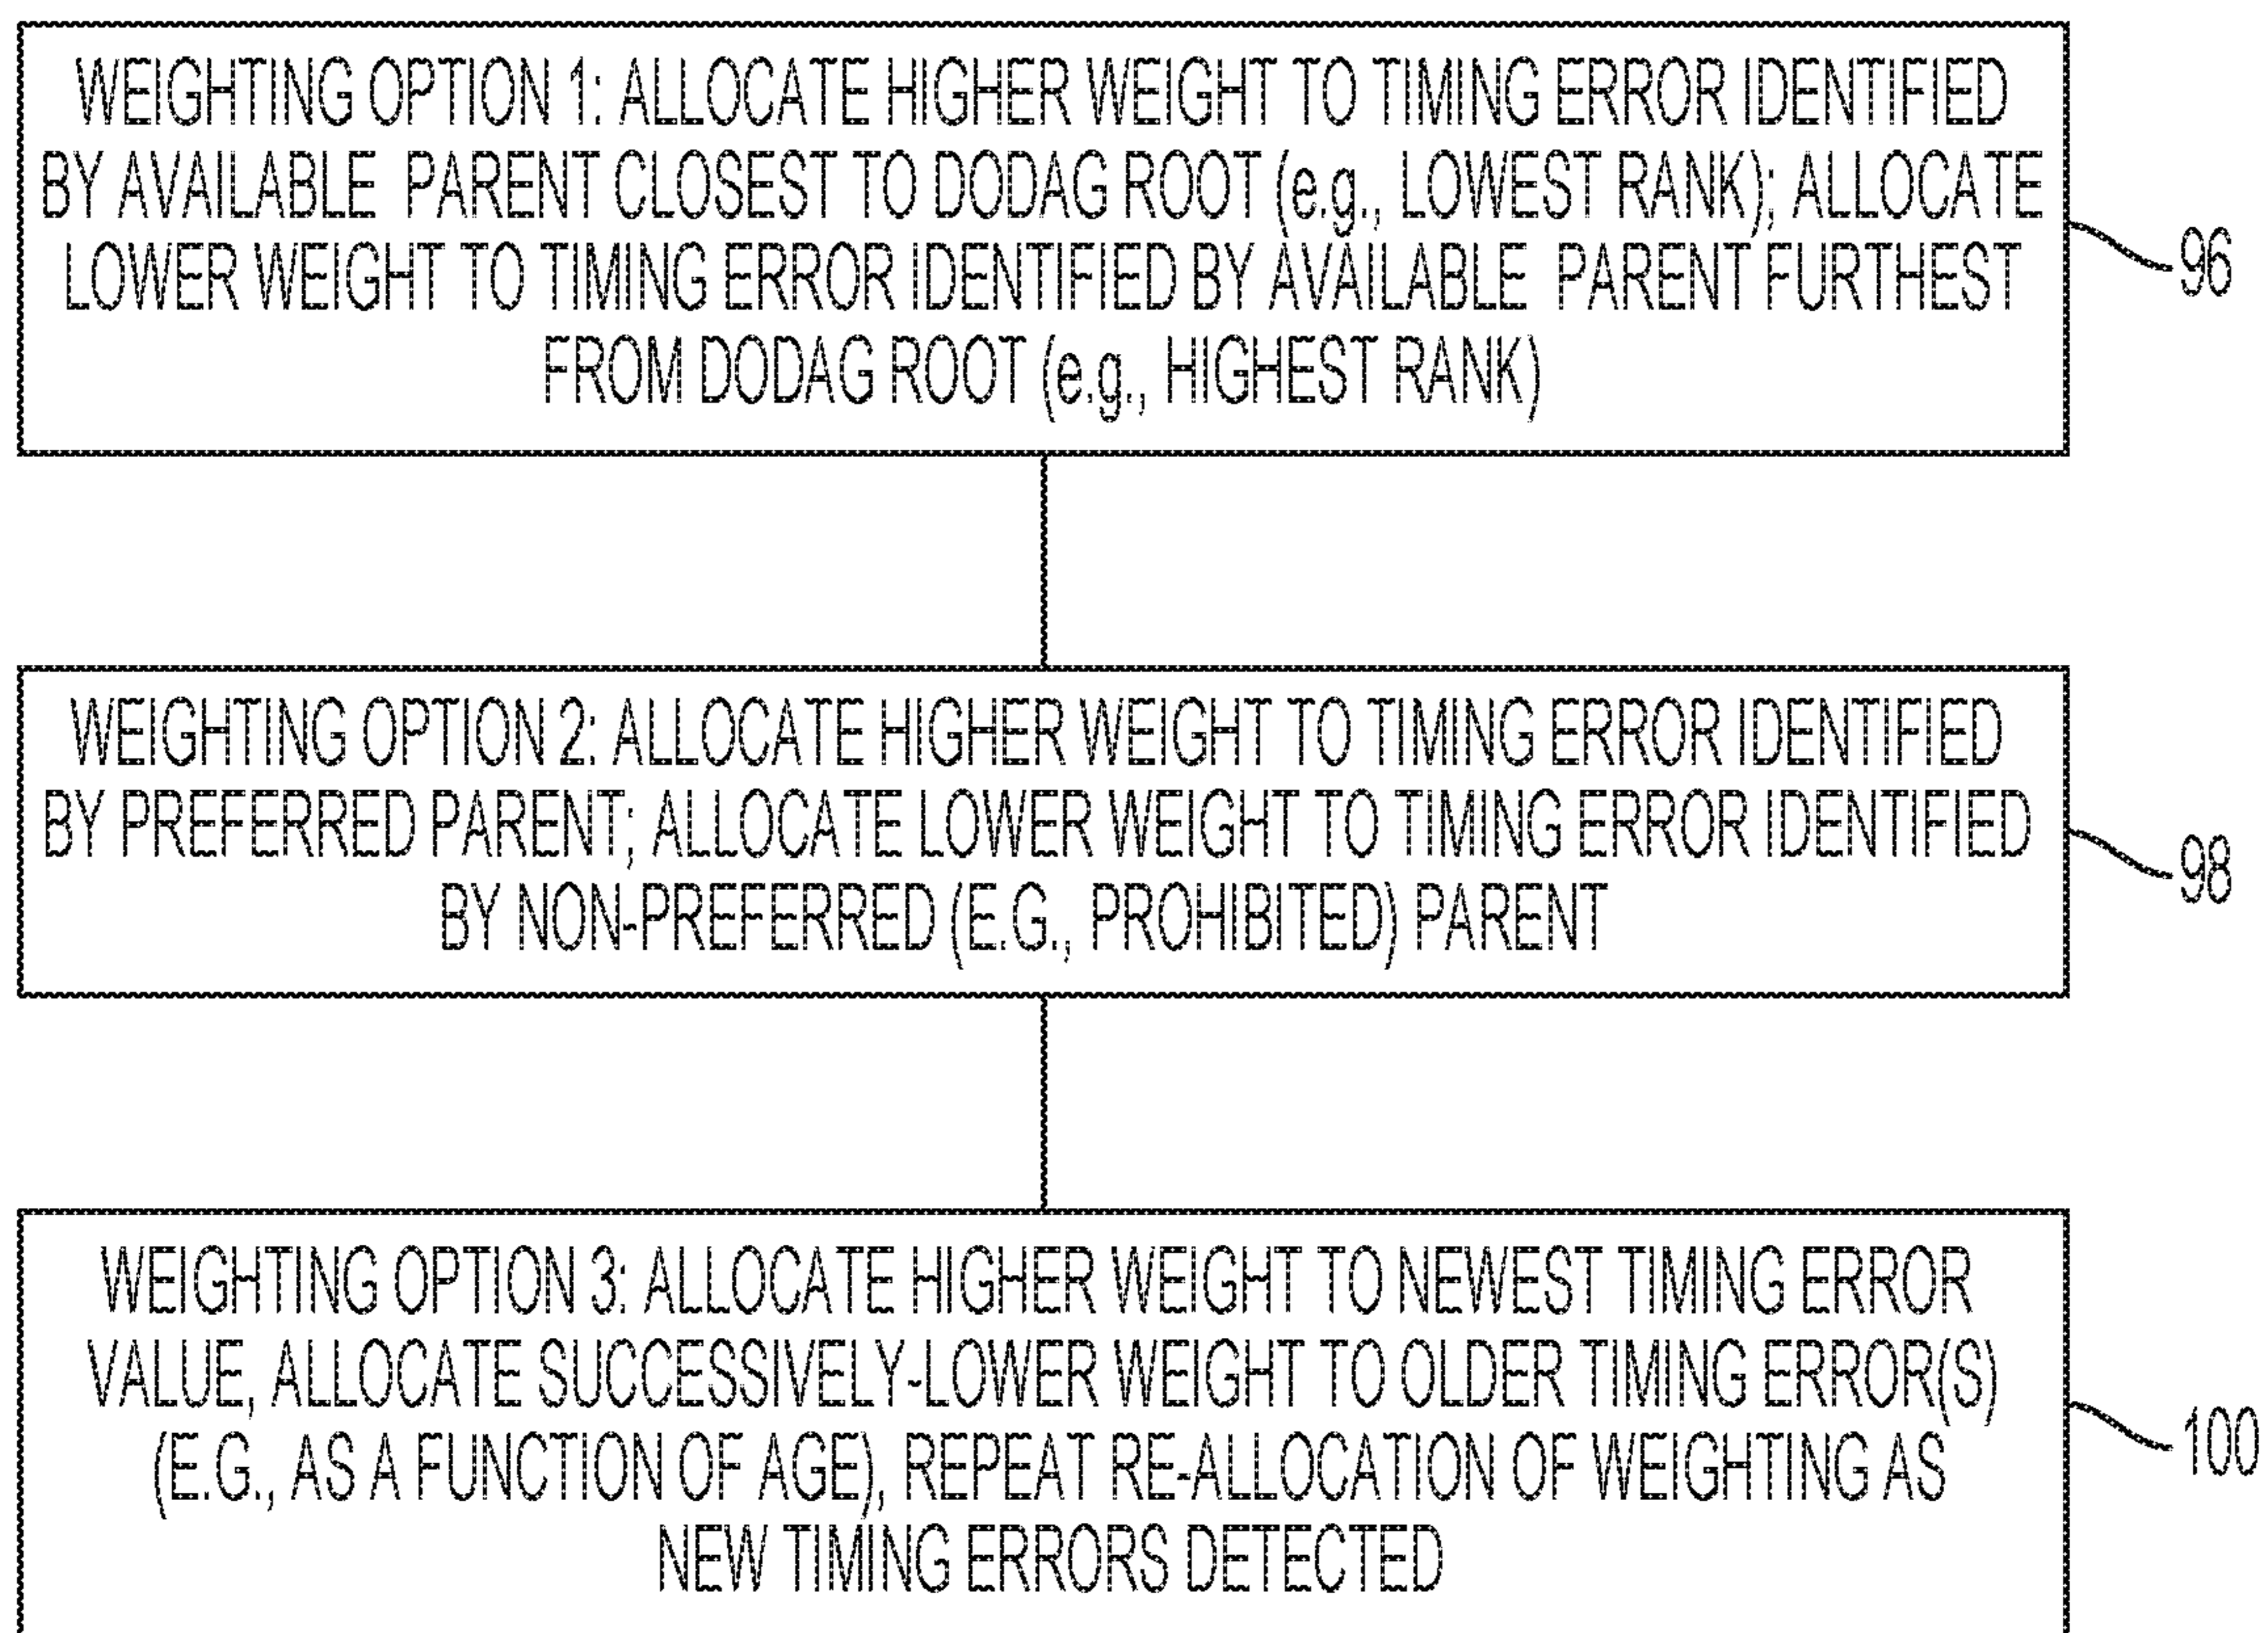 WEIGHTING OPTION 1: ALLOCATE HIGHER WEIGHT TO TIMING ERROR IDENTIFIED
BY AVAILABLE PARENT CLOSEST TO DODAG ROOT (e.g., LOWEST RANK); ALLOCATE
LOWER WEIGHT TO TIMING ERROR IDENTIFIED BY AVAILABLE PARENT FURTHEST
FROM DODAG ROOT (e.g., HIGHEST RANK)
96
WEIGHTING OPTION 2: ALLOCATE HIGHER WEIGHT TO TIMING ERROR IDENTIFIED
BY PREFERRED PARENT; ALLOCATE LOWER WEIGHT TO TIMING ERROR IDENTIFIED
BY NON-PREFERRED (E.G., PROHIBITED) PARENT
98
WEIGHTING OPTION 3: ALLOCATE HIGHER WEIGHT TO NEWEST TIMING ERROR
VALUE, ALLOCATE SUCCESSIVELY-LOWER WEIGHT TO OLDER TIMING ERROR(S)
(E.G., AS A FUNCTION OF AGE), REPEAT RE-ALLOCATION OF WEIGHTING AS
NEW TIMING ERRORS DETECTED
100